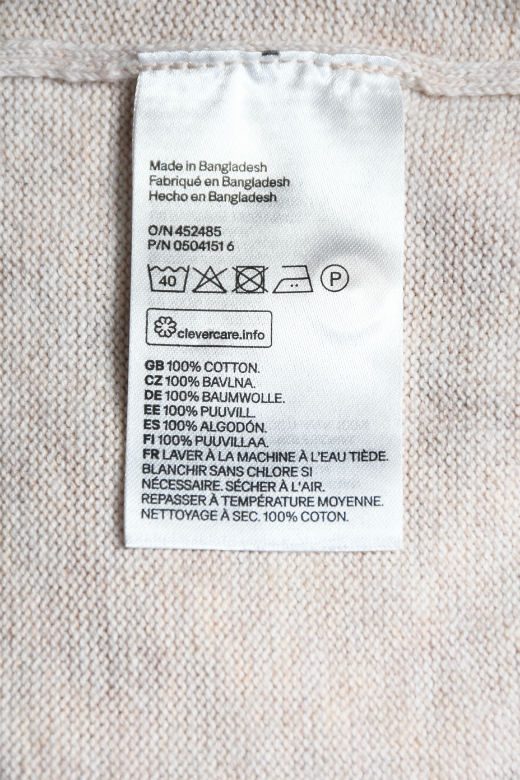 Made in Bangladesh
Fabriqué en Bangladesh
Hecho en Bangladesh
O/N 452485
P/N 0504151 6
40 P
clevercare.info
GB 100% COTTON.
CZ 100% BAVLNA.
DE 100% BAUMWOLLE.
EE 100% PUUVILL.
ES 100% ALGODÓN.
FI 100% PUUVILLAA.
FR LAVER À LA MACHINE À L'EAU TIÈDE.
BLANCHIR SANS CHLORE SI
NÉCESSAIRE. SÉCHER À L'AIR.
REPASSER À TEMPÉRATURE MOYENNE.
NETTOYAGE À SEC. 100% COTON.